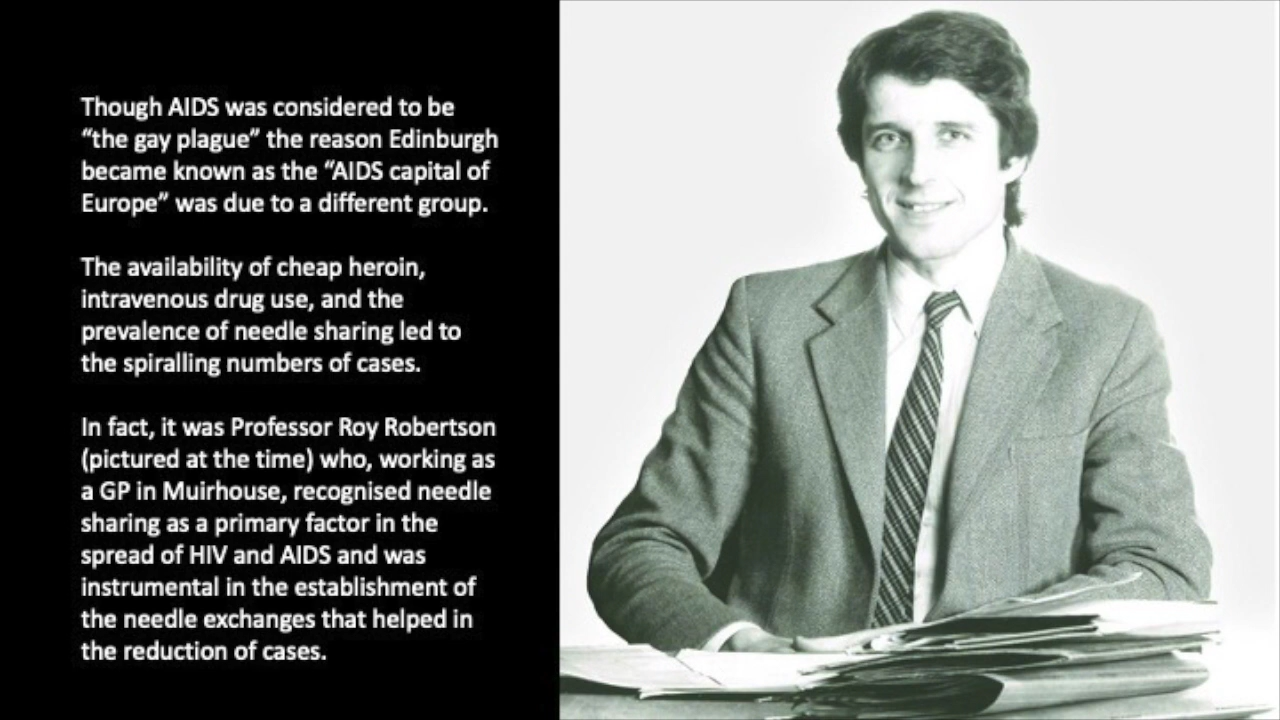 Though AIDS was considered to be
“the gay plague” the reason Edinburgh
became known as the “AIDS capital of
Europe” was due to a different group.
The availability of cheap heroin,
intravenous drug use, and the
prevalence of needle sharing led to
the spiralling numbers of cases.
In fact, it was Professor Roy Robertson
(pictured at the time) who, working as
a GP in Muirhouse, recognised needle
sharing as a primary factor in the
spread of HIV and AIDS and was
instrumental in the establishment of
the needle exchanges that helped in
the reduction of cases.